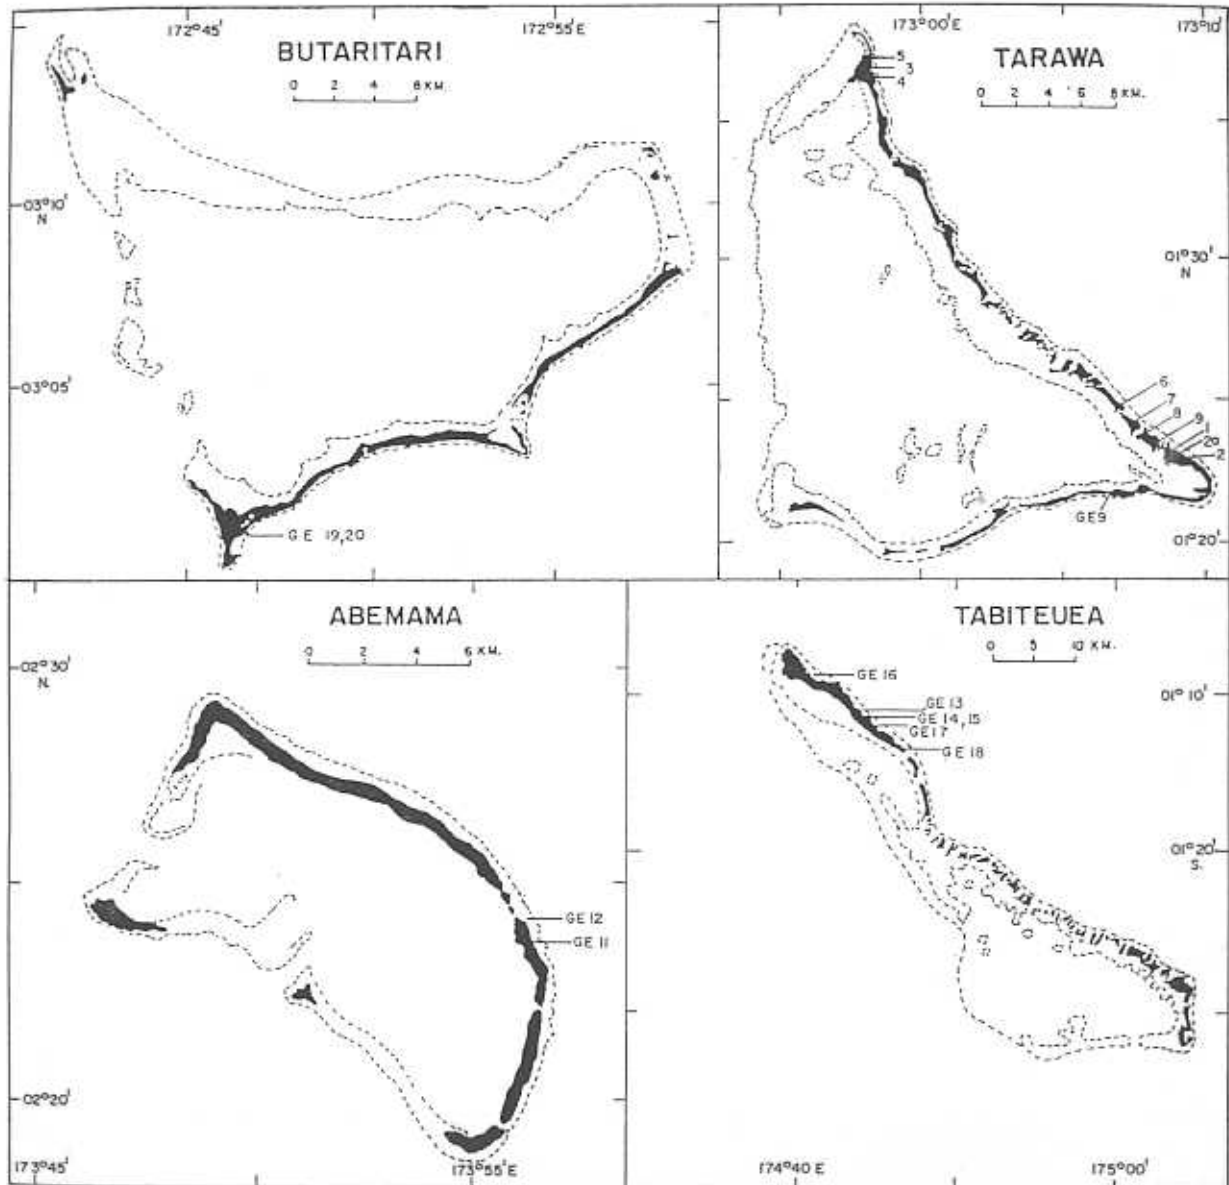 172°45'
172°55' E
BUTARITARI
0 2 4 6 KM.
03°10'
N
03°05'
G E 19,20
173°00'E
173°10'
TARAWA
0 2 4 6 8 KM.
5
3
4
01°30'
N
6
7
8
9
1
20
2
GE9
01°20'
ABEMAMA
0 2 4 6 KM.
02°30'
N.
GE 12
GE 11
02°20'
173°45'
173°55'E
TABITEUEA
0 5 10 KM.
GE 16
01°10'
GE 13
GE 14, 15
GE 17
GE 18
01°20'
S.
174°40 E
175°00'